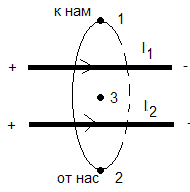 к нам 1
I1
+ -
3
I2
+ -
от нас 2